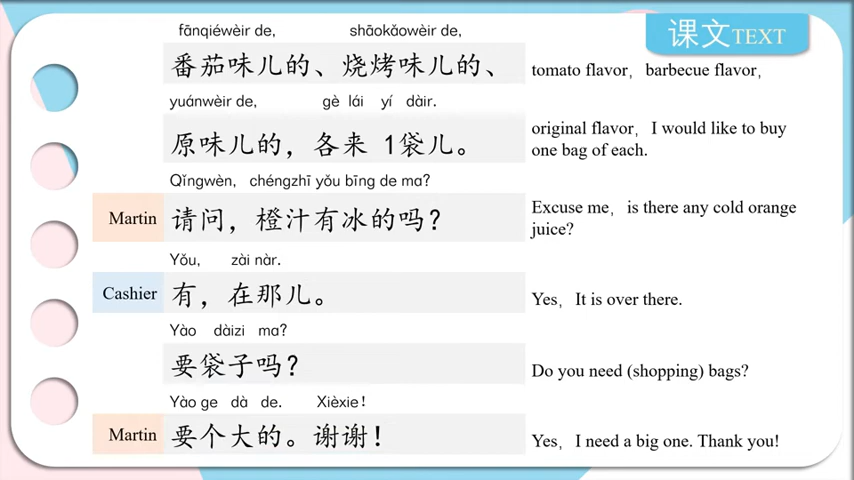 课文TEXT
fānqiéwèir de, shāokǎowèir de,
番茄味儿的、烧烤味儿的、
tomato flavor, barbecue flavor,
yuánwèir de, gè lái yí dàir.
原味儿的，各来 1袋儿。
original flavor, I would like to buy
one bag of each.
Qǐngwèn, chéngzhī yǒu bīng de ma?
Martin
请问，橙汁有冰的吗？
Excuse me, is there any cold orange
juice?
Yǒu, zài nàr.
Cashier
有，在那儿。
Yes, It is over there.
Yào dàizi ma?
要袋子吗？
Do you need (shopping) bags?
Yào ge dà de. Xièxie!
Martin
要个大的。谢谢！
Yes, I need a big one. Thank you!